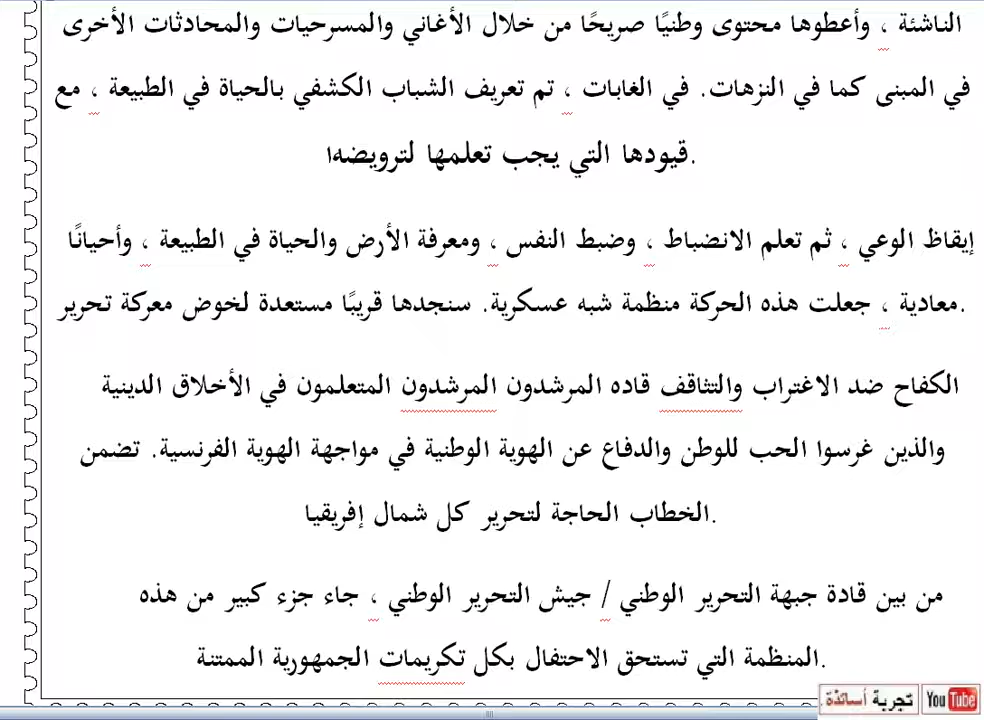 الناشئة ، وأعطوها محتوى وطنيًا صريحًا من خلال الأغاني والمسرحيات والمحادثات الأخرى
في المبنى كما في النزهات. في الغابات ، تم تعريف الشباب الكشفي بالحياة في الطبيعة ، مع
.قيودها التي يجب تعلمها لترويضها
إيقاظ الوعي ، ثم تعلم الانضباط ، وضبط النفس ، ومعرفة الأرض والحياة في الطبيعة ، وأحيانًا
.معادية ، جعلت هذه الحركة منظمة شبه عسكرية. سنجدها قريبًا مستعدة لخوض معركة تحرير
الكفاح ضد الاغتراب والتثاقف قاده المرشدون المرشدون المتعلمون في الأخلاق الدينية
والذين غرسوا الحب للوطن والدفاع عن الهوية الوطنية في مواجهة الهوية الفرنسية. تضمن
.الخطاب الحاجة لتحرير كل شمال إفريقيا
من بين قادة جبهة التحرير الوطني / جيش التحرير الوطني ، جاء جزء كبير من هذه
.المنظمة التي تستحق الاحتفال بكل تكريمات الجمهورية الممتنة
تجربة أساتذة. YouTube